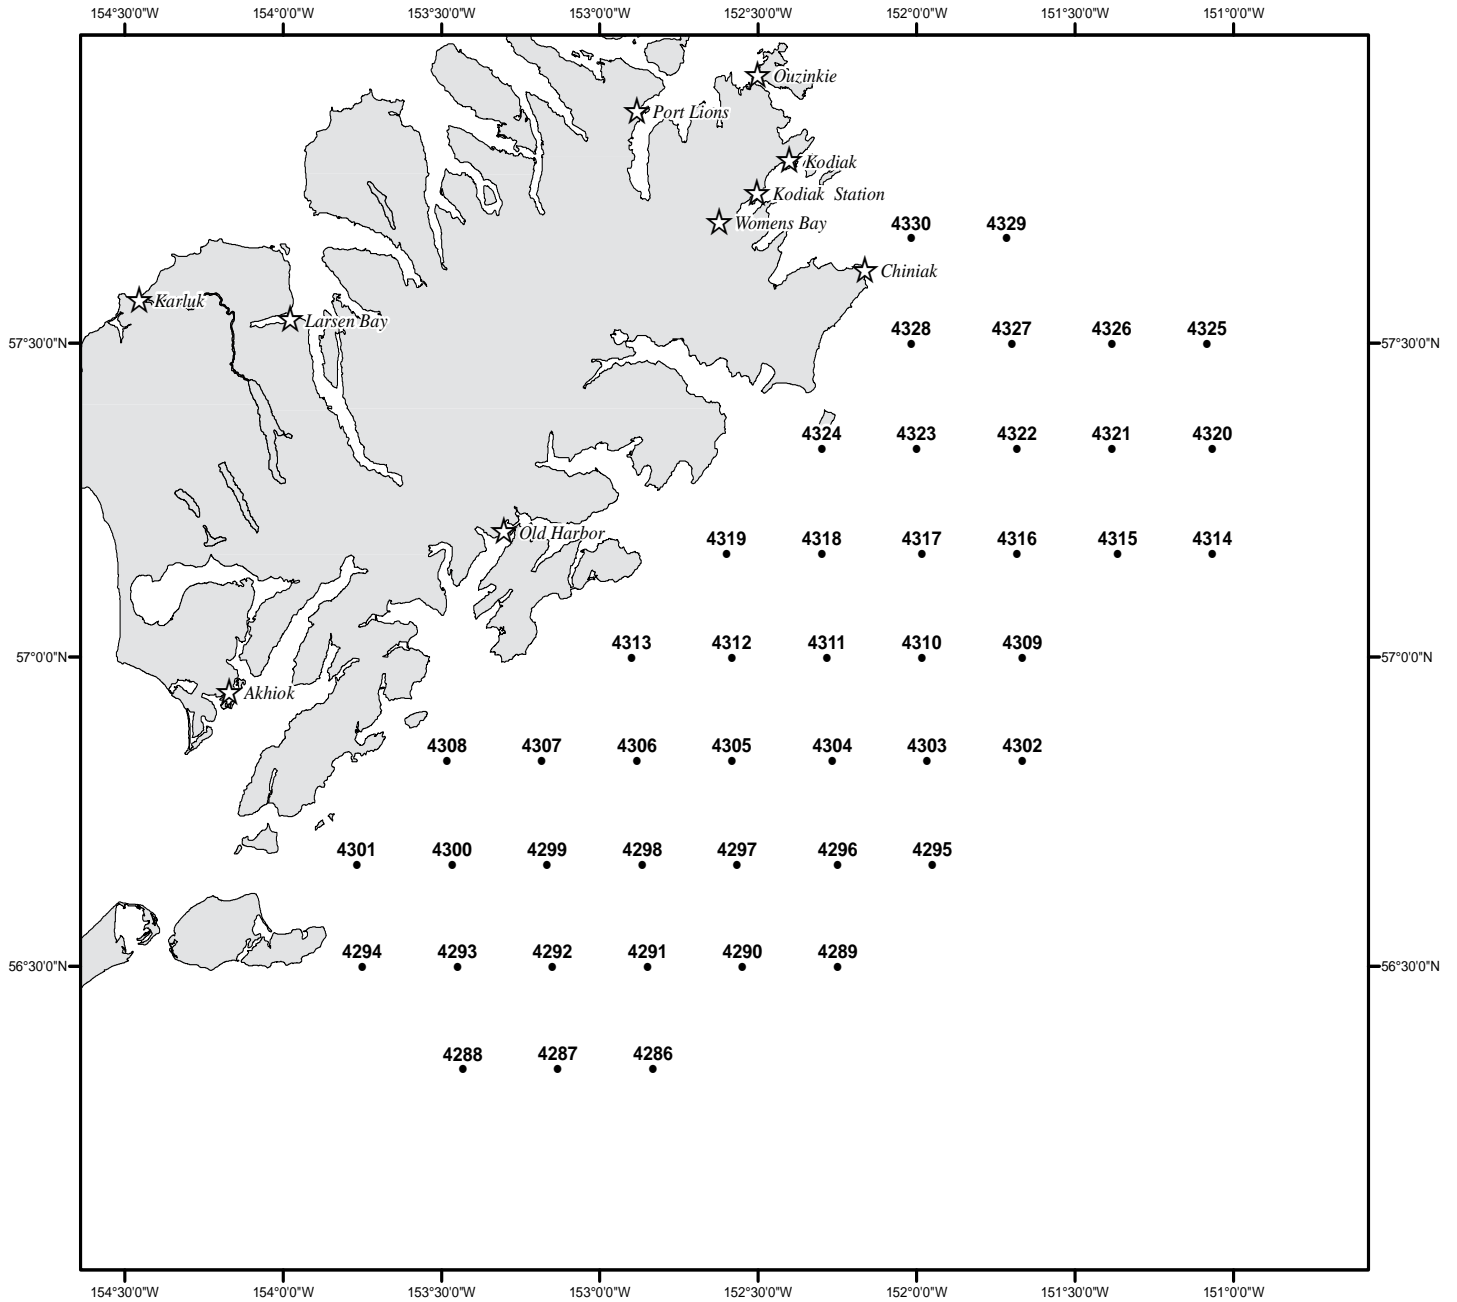 154°30'0"W 154°0'0"W 153°30'0"W 153°0'0"W 152°30'0"W 152°0'0"W 151°30'0"W 151°0'0"W
Ouzinkie
Port Lions
Kodiak
Kodiak Station
Womens Bay
4330 4329
Chiniak
Karluk
Larsen Bay
4328 4327 4326 4325
57°30'0"N 57°30'0"N
4324 4323 4322 4321 4320
Old Harbor
4319 4318 4317 4316 4315 4314
4313 4312 4311 4310 4309
57°0'0"N 57°0'0"N
Akhiok
4308 4307 4306 4305 4304 4303 4302
4301 4300 4299 4298 4297 4296 4295
4294 4293 4292 4291 4290 4289
56°30'0"N 56°30'0"N
4288 4287 4286
154°30'0"W 154°0'0"W 153°30'0"W 153°0'0"W 152°30'0"W 152°0'0"W 151°30'0"W 151°0'0"W